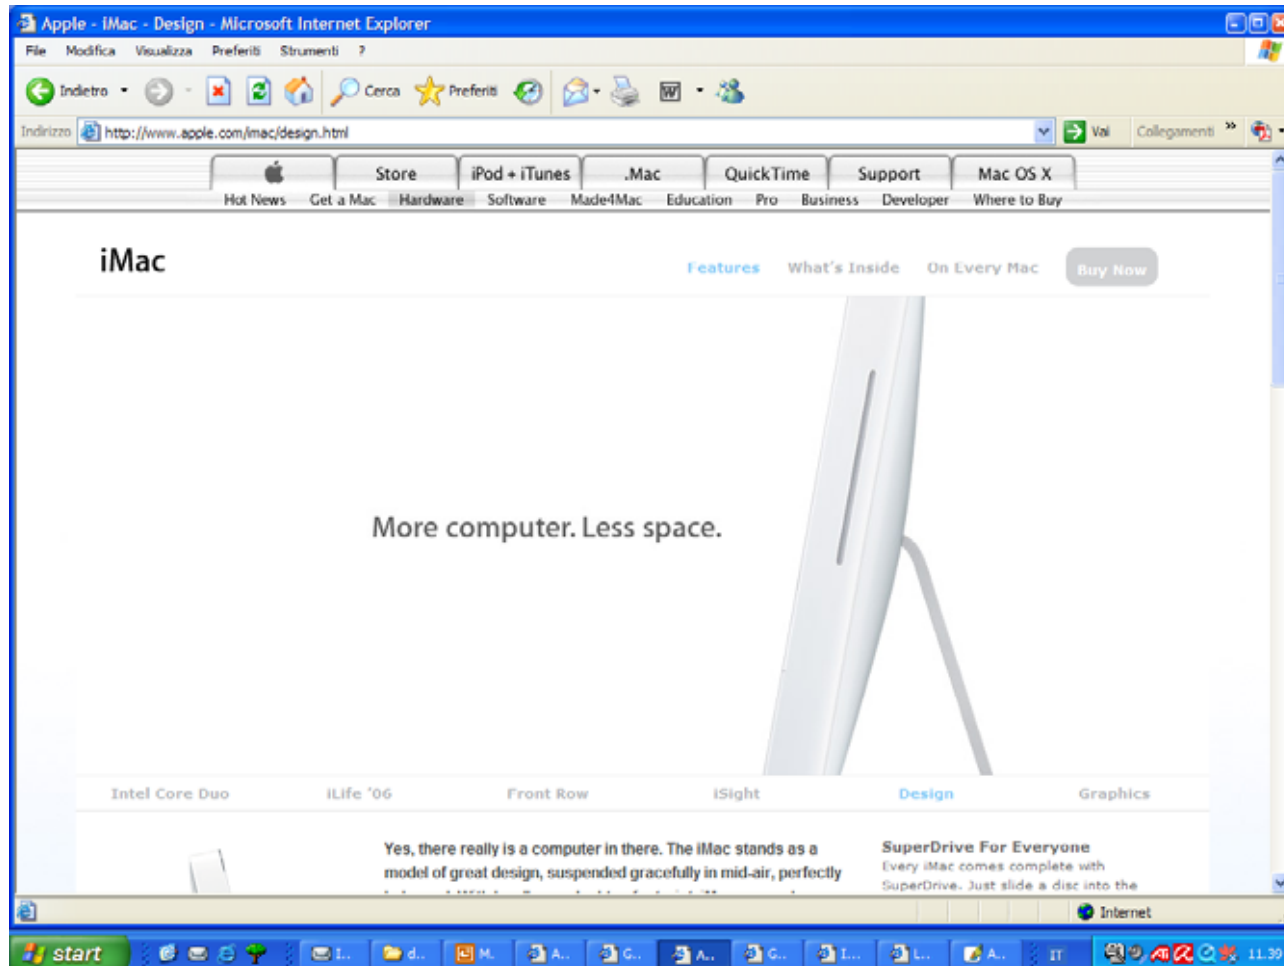 Apple - iMac - Design - Microsoft Internet Explorer
File Modifica Visualizza Preferiti Strumenti ?
Indietro Cerca Preferiti
Indirizzo http://www.apple.com/imac/design.html Vai Collegamenti »
Store iPod + iTunes .Mac QuickTime Support Mac OS X
Hot News Get a Mac Hardware Software Made4Mac Education Pro Business Developer Where to Buy
iMac
Features What's Inside On Every Mac Buy Now
More computer. Less space.
Intel Core Duo iLife '06 Front Row iSight Design Graphics
Yes, there really is a computer in there. The iMac stands as a
model of great design, suspended gracefully in mid-air, perfectly
SuperDrive For Everyone
Every iMac comes complete with
SuperDrive. Just slide a disc into the
Internet
start I.. d.. M. A.. G.. A.. G.. I... L.. A.. IT 11.39